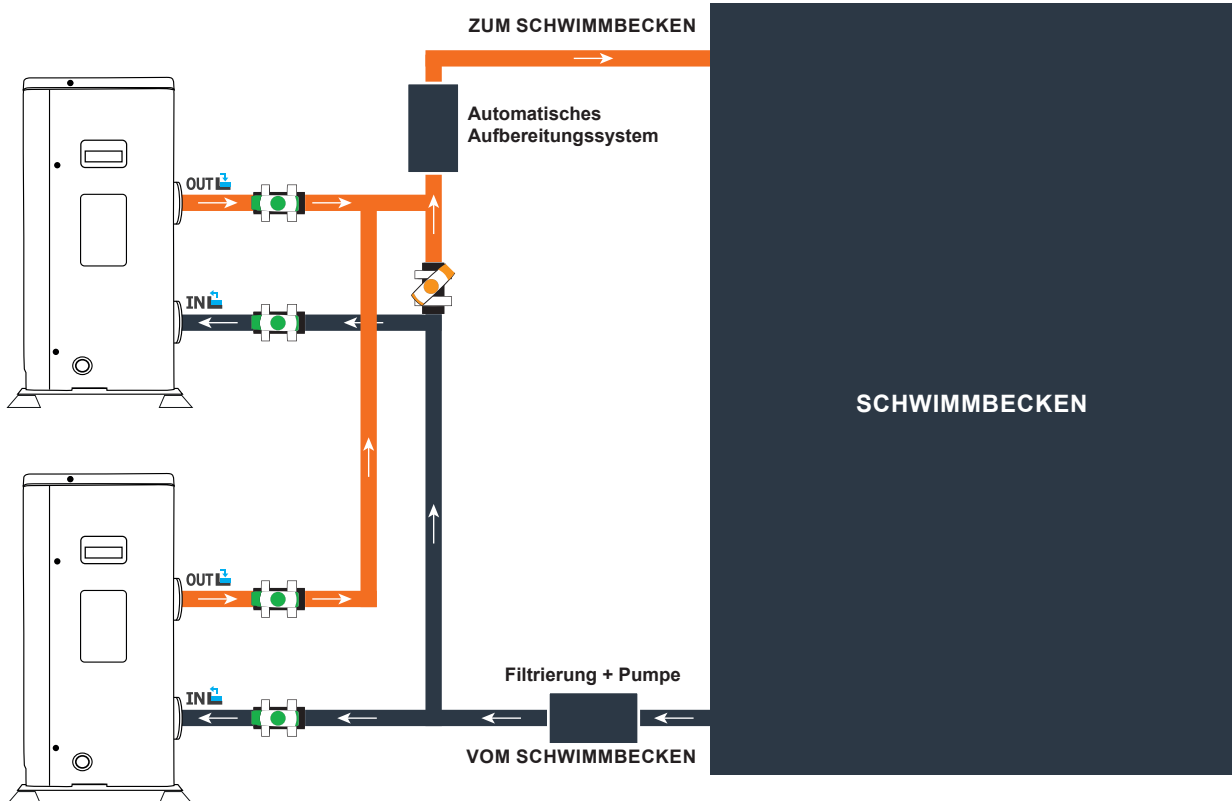 ZUM SCHWIMMBECKEN
Automatisches
Aufbereitungssystem
OUT
IN
SCHWIMMBECKEN
OUT
Filtrierung + Pumpe
IN
VOM SCHWIMMBECKEN